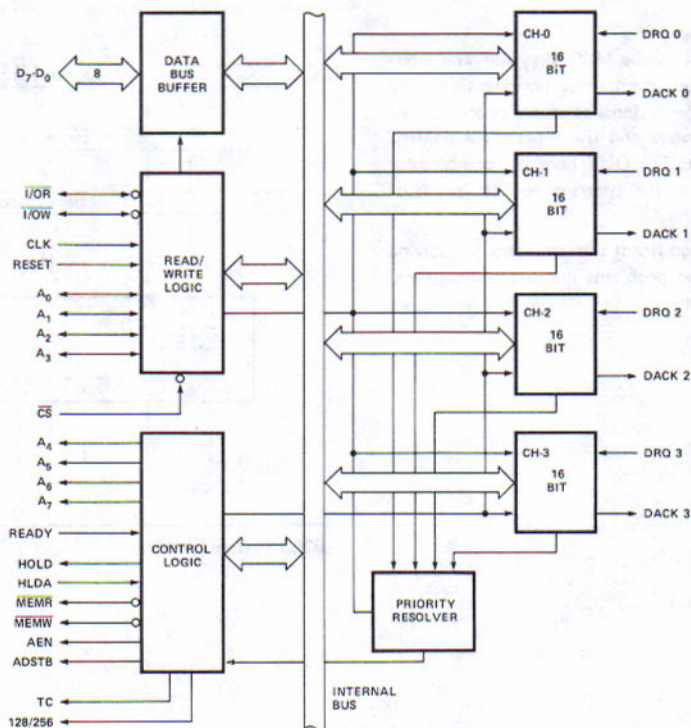 D7-D0
8
DATA
BUS
BUFFER
I/OR
I/OW
CLK
RESET
A0
A1
A2
A3
CS
READ/
WRITE
LOGIC
A4
A5
A6
A7
READY
HOLD
HLDA
MEMR
MEMW
AEN
ADSTB
TC
128/256
CONTROL
LOGIC
INTERNAL
BUS
CH-0
16
BIT
DRQ 0
DACK 0
CH-1
16
BIT
DRQ 1
DACK 1
CH-2
16
BIT
DRQ 2
DACK 2
CH-3
16
BIT
DRQ 3
DACK 3
PRIORITY
RESOLVER